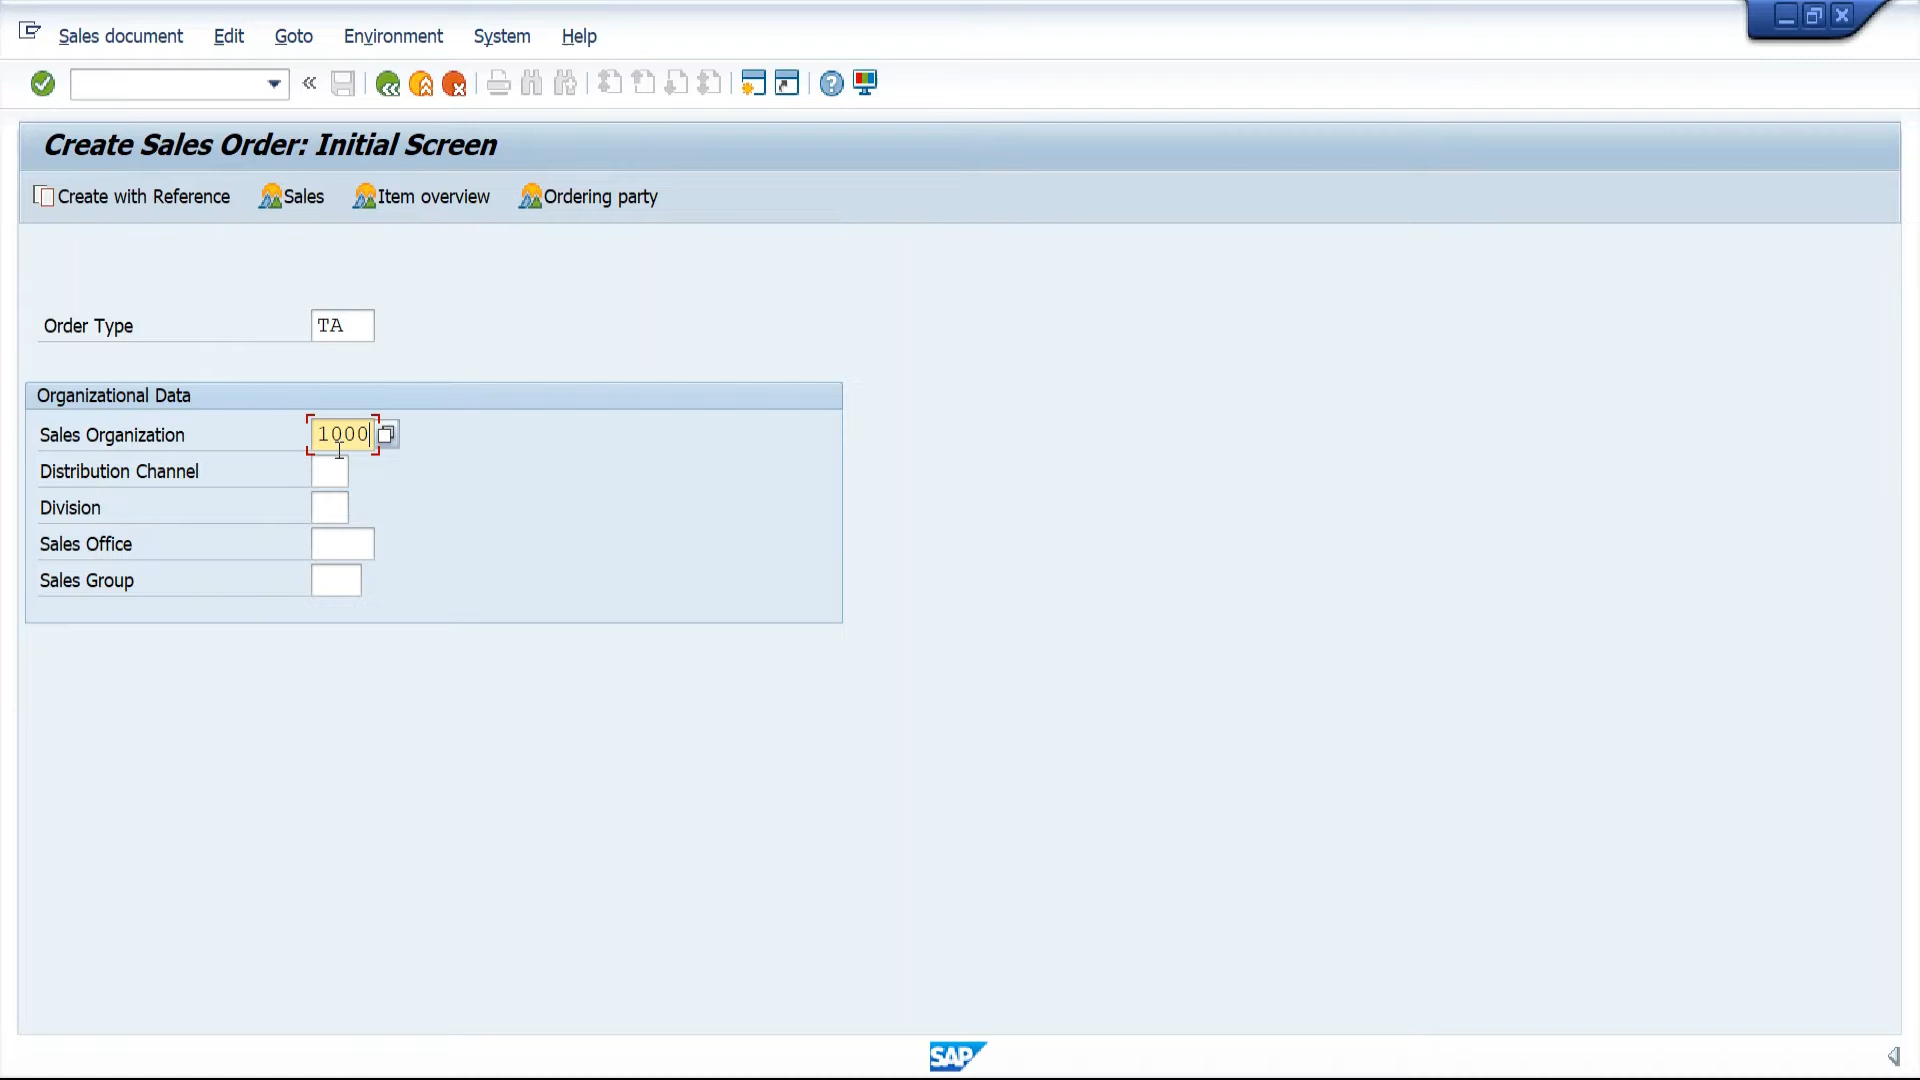 Sales document Edit Goto Environment System Help
Create Sales Order: Initial Screen
Create with Reference Sales Item overview Ordering party
Order Type TA
Organizational Data
Sales Organization 1000
Distribution Channel
Division
Sales Office
Sales Group
SAP